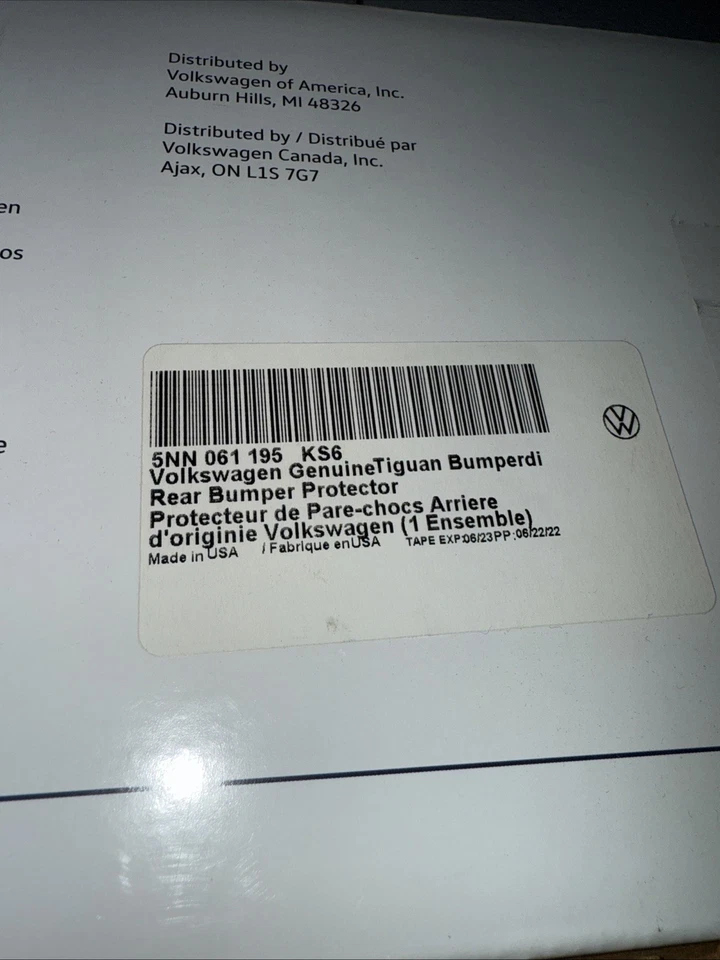 Distributed by
Volkswagen of America, Inc.
Auburn Hills, MI 48326
Distributed by / Distribué par
Volkswagen Canada, Inc.
Ajax, ON L1S 7G7
en
os
e
5NN 061 195 KS6
Volkswagen GenuineTiguan Bumperdi
Rear Bumper Protector
Protecteur de Pare-chocs Arriere
d'originie Volkswagen (1 Ensemble)
Made in USA / Fabrique enUSA TAPE EXP:06/23PP:06/22/22